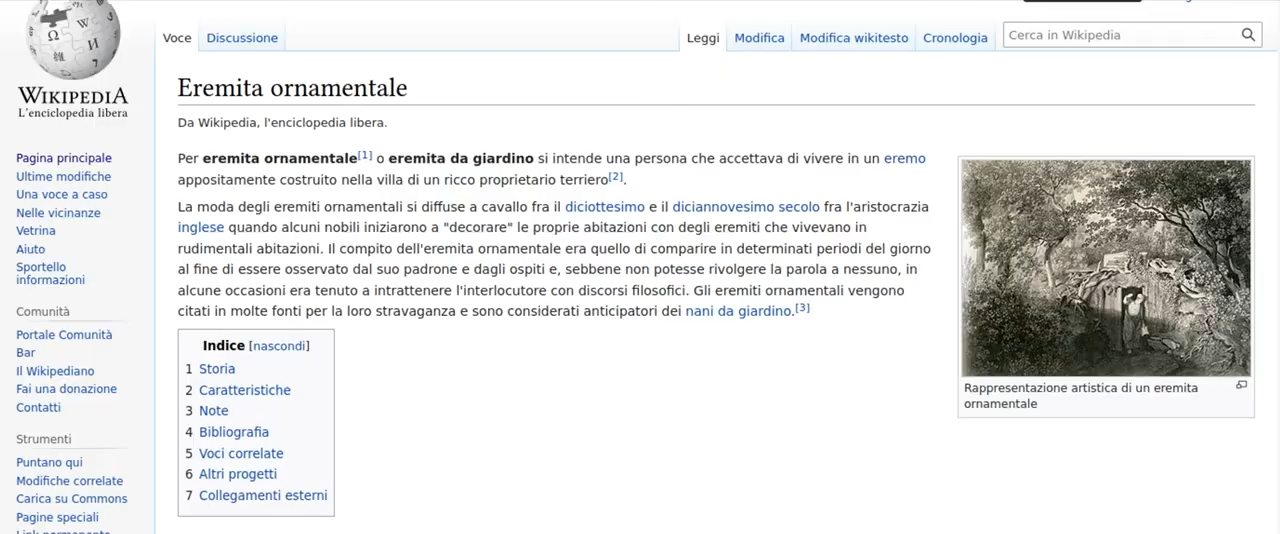 Voce
Discussione
Leggi
Modifica
Modifica wikitesto
Cronologia
Cerca in Wikipedia
WIKIPEDIA
L'enciclopedia libera
Pagina principale
Ultime modifiche
Una voce a caso
Nelle vicinanze
Vetrina
Aiuto
Sportello
informazioni
Comunità
Portale Comunità
Bar
Il Wikipediano
Fai una donazione
Contatti
Strumenti
Puntano qui
Modifiche correlate
Carica su Commons
Pagine speciali
Eremita ornamentale
Da Wikipedia, l'enciclopedia libera.
Per eremita ornamentale[1] o eremita da giardino si intende una persona che accettava di vivere in un eremo
appositamente costruito nella villa di un ricco proprietario terriero[2].
La moda degli eremiti ornamentali si diffuse a cavallo fra il diciottesimo e il diciannovesimo secolo fra l'aristocrazia
inglese quando alcuni nobili iniziarono a "decorare" le proprie abitazioni con degli eremiti che vivevano in
rudimentali abitazioni. Il compito dell'eremita ornamentale era quello di comparire in determinati periodi del giorno
al fine di essere osservato dal suo padrone e dagli ospiti e, sebbene non potesse rivolgere la parola a nessuno, in
alcune occasioni era tenuto a intrattenere l'interlocutore con discorsi filosofici. Gli eremiti ornamentali vengono
citati in molte fonti per la loro stravaganza e sono considerati anticipatori dei nani da giardino.[3]
Indice [nascondi]
1 Storia
2 Caratteristiche
3 Note
4 Bibliografia
5 Voci correlate
6 Altri progetti
7 Collegamenti esterni
Rappresentazione artistica di un eremita
ornamentale